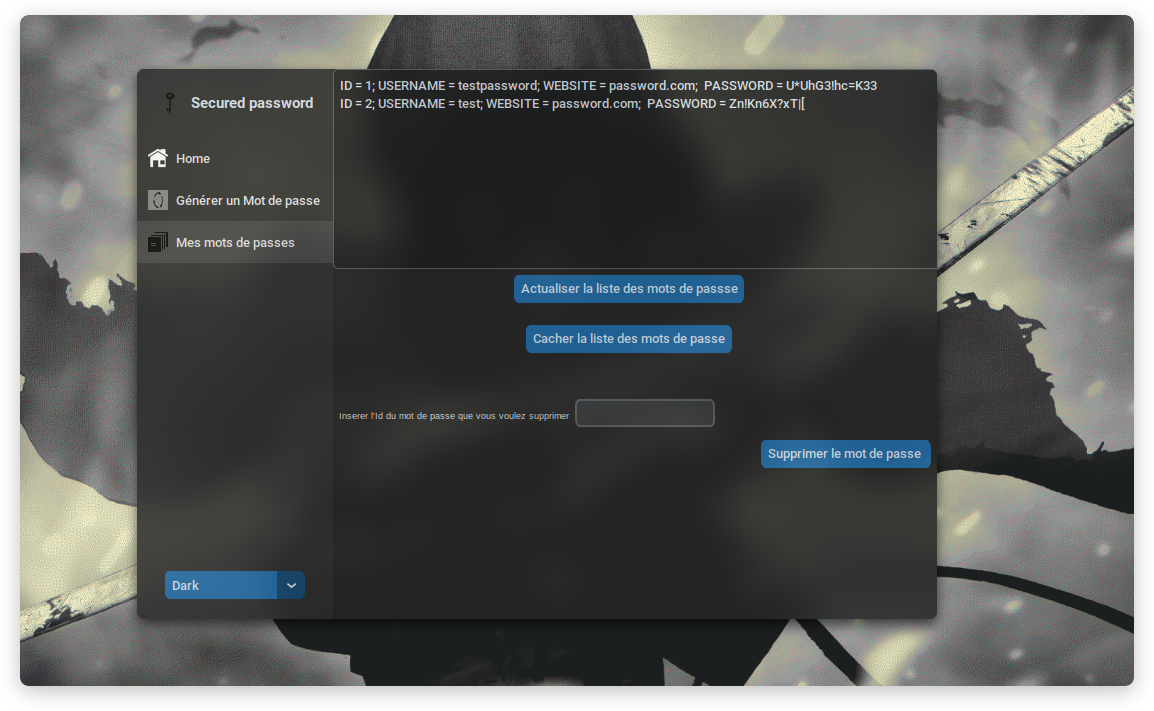 Secured password
Home
Générer un Mot de passe
Mes mots de passes
Dark
ID = 1; USERNAME = testpassword; WEBSITE = password.com;  PASSWORD = U*UhG3!hc=K33
ID = 2; USERNAME = test; WEBSITE = password.com;  PASSWORD = Zn!Kn6X?xT|[
Actualiser la liste des mots de passse
Cacher la liste des mots de passe
Inserer l'Id du mot de passe que vous voulez supprimer
Supprimer le mot de passe